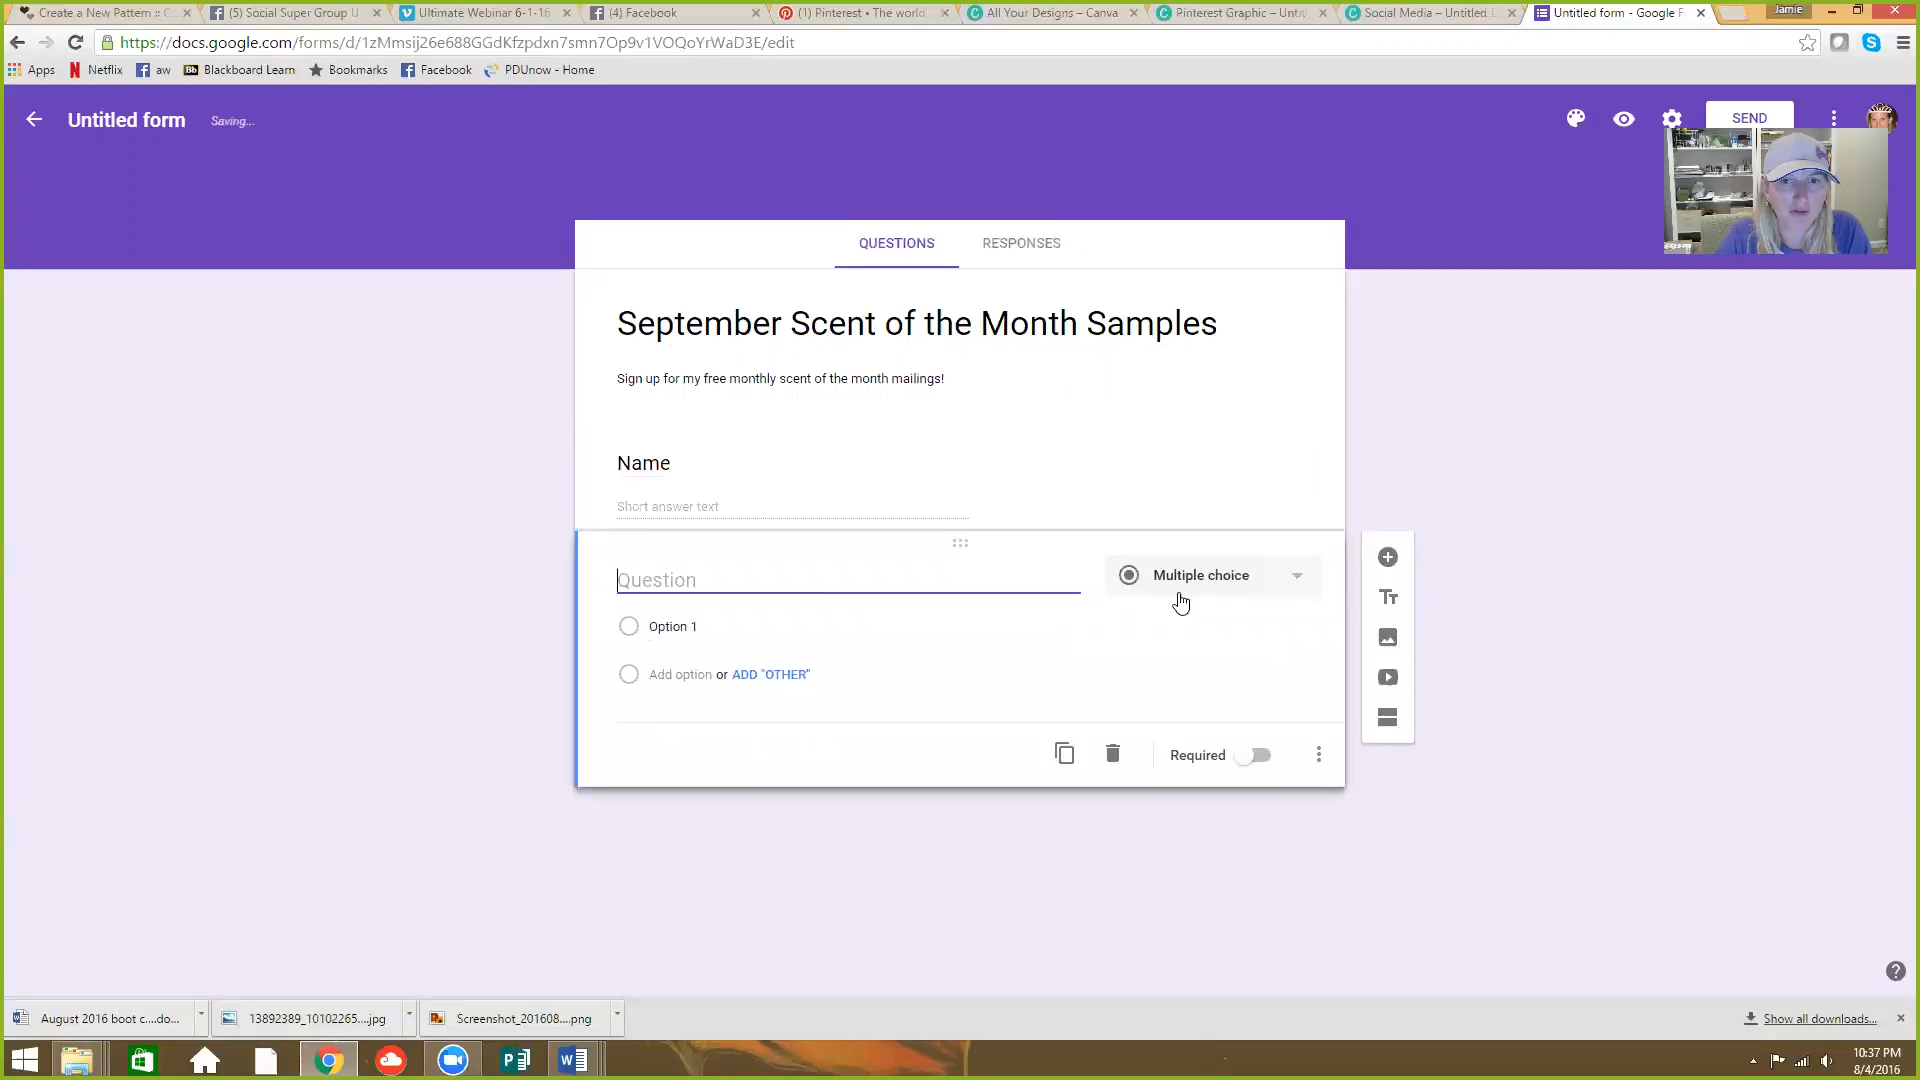 Create a New Pattern :: C
(5) Social Super Group U
Ultimate Webinar 6-1-16
(4) Facebook
(1) Pinterest • The world
All Your Designs – Canva
Pinterest Graphic – Unti
Social Media – Untitled D
Untitled form - Google F
Jamie
https://docs.google.com/forms/d/1zMmsij26e688GGdKfzpdxn7smn7Op9v1VOQoYrWaD3E/edit
Apps
Netflix
aw
Blackboard Learn
Bookmarks
Facebook
PDUnow - Home
Untitled form
Saving...
SEND
QUESTIONS
RESPONSES
September Scent of the Month Samples
Sign up for my free monthly scent of the month mailings!
Name
Short answer text
Question
Multiple choice
Option 1
Add option or ADD "OTHER"
Required
August 2016 boot c....do...
13892389_10102265....jpg
Screenshot_201608....png
Show all downloads...
10:37 PM
8/4/2016